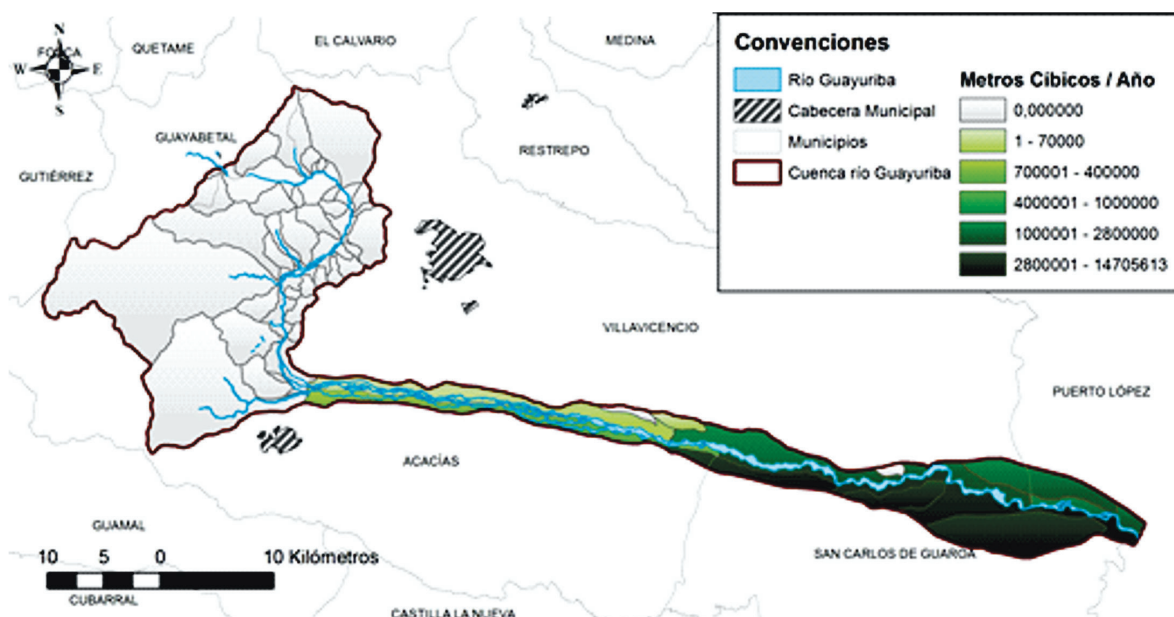 N
FOSCA
W
E
S
QUETAME
EL CALVARIO
MEDINA
GUAYABETAL
RESTREPO
GUTIÉRREZ
VILLAVICENCIO
PUERTO LÓPEZ
ACACÍAS
GUAMAL
SAN CARLOS DE GUAROA
10 5 0 10 Kilómetros
CUBARRAL
CASTILLA LA NUEVA
Convenciones
Río Guayuriba
Cabecera Municipal
Municipios
Cuenca río Guayuriba
Metros Cíbicos / Año
0,000000
1 - 70000
700001 - 400000
4000001 - 1000000
1000001 - 2800000
2800001 - 14705613